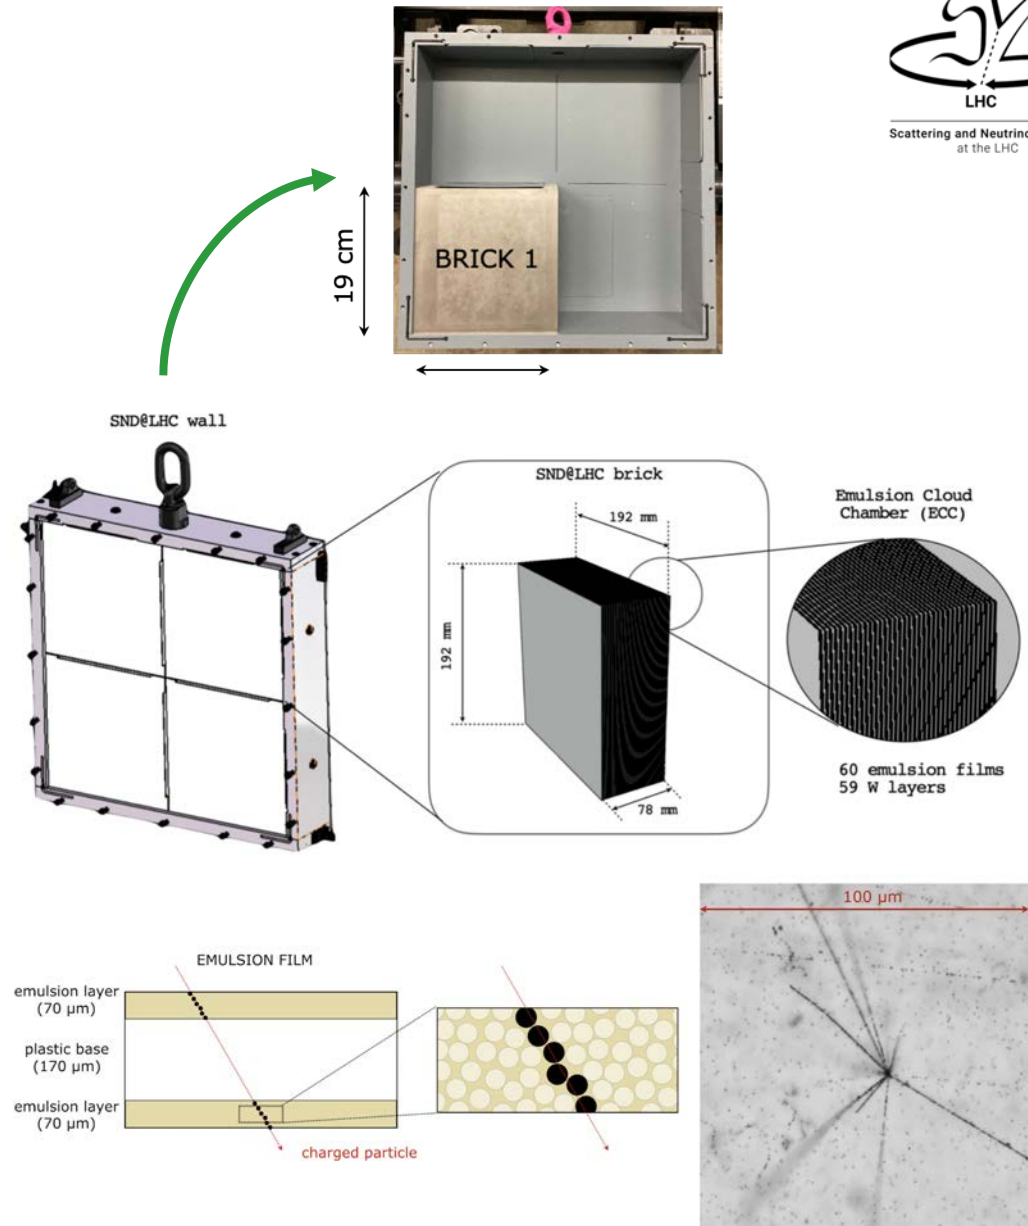 LHC
Scattering and
at the LHC
19 cm
BRICK 1
SND@LHC wall
SND@LHC brick
192 mm
192 mm
78 mm
Emulsion Cloud
Chamber (ECC)
60 emulsion films
59 W layers
EMULSION FILM
emulsion layer
(70 µm)
plastic base
(170 µm)
emulsion layer
(70 µm)
charged particle
100 µm